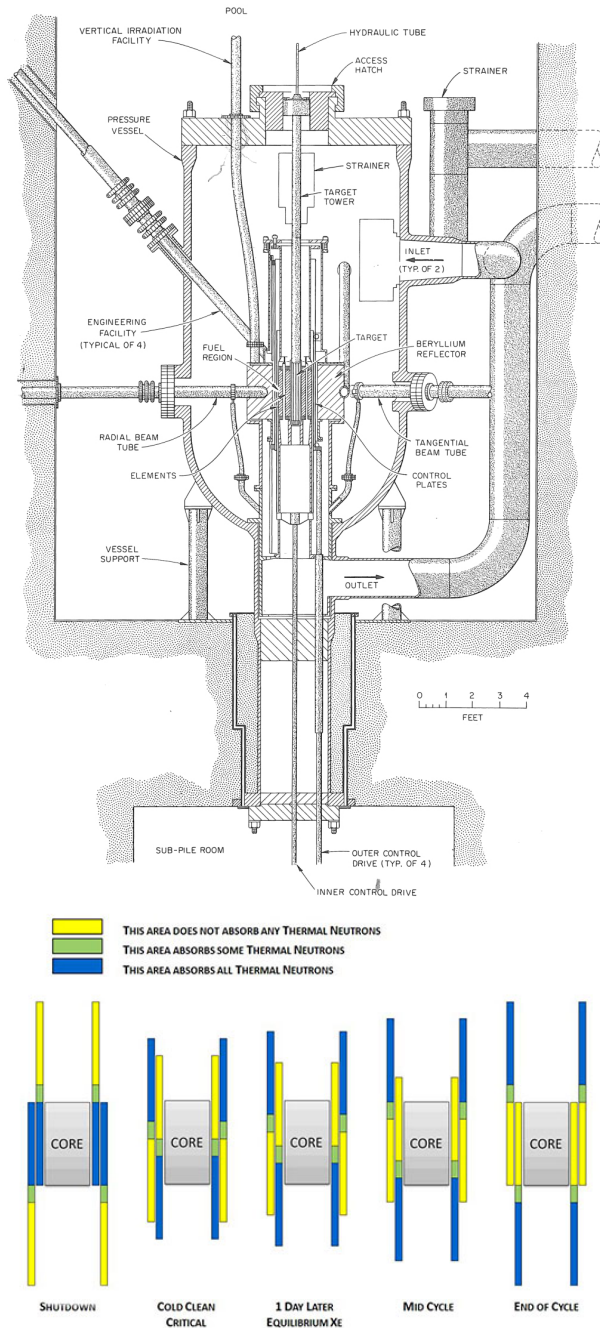 POOL
VERTICAL IRRADIATION
FACILITY
HYDRAULIC TUBE
ACCESS
HATCH
STRAINER
PRESSURE
VESSEL
STRAINER
TARGET
TOWER
INLET
(TYP. OF 2)
ENGINEERING
FACILITY
(TYPICAL OF 4)
FUEL
REGION
TARGET
BERYLLIUM
REFLECTOR
RADIAL BEAM
TUBE
TANGENTIAL
BEAM TUBE
ELEMENTS
CONTROL
PLATES
VESSEL
SUPPORT
OUTLET
0 1 2 3 4
FEET
SUB-PILE ROOM
OUTER CONTROL
DRIVE (TYP. OF 4)
INNER CONTROL DRIVE
THIS AREA DOES NOT ABSORB ANY THERMAL NEUTRONS
THIS AREA ABSORBS SOME THERMAL NEUTRONS
THIS AREA ABSORBS ALL THERMAL NEUTRONS
CORE
CORE
CORE
CORE
CORE
SHUTDOWN
COLD CLEAN
CRITICAL
1 DAY LATER
EQUILIBRIUM XE
MID CYCLE
END OF CYCLE